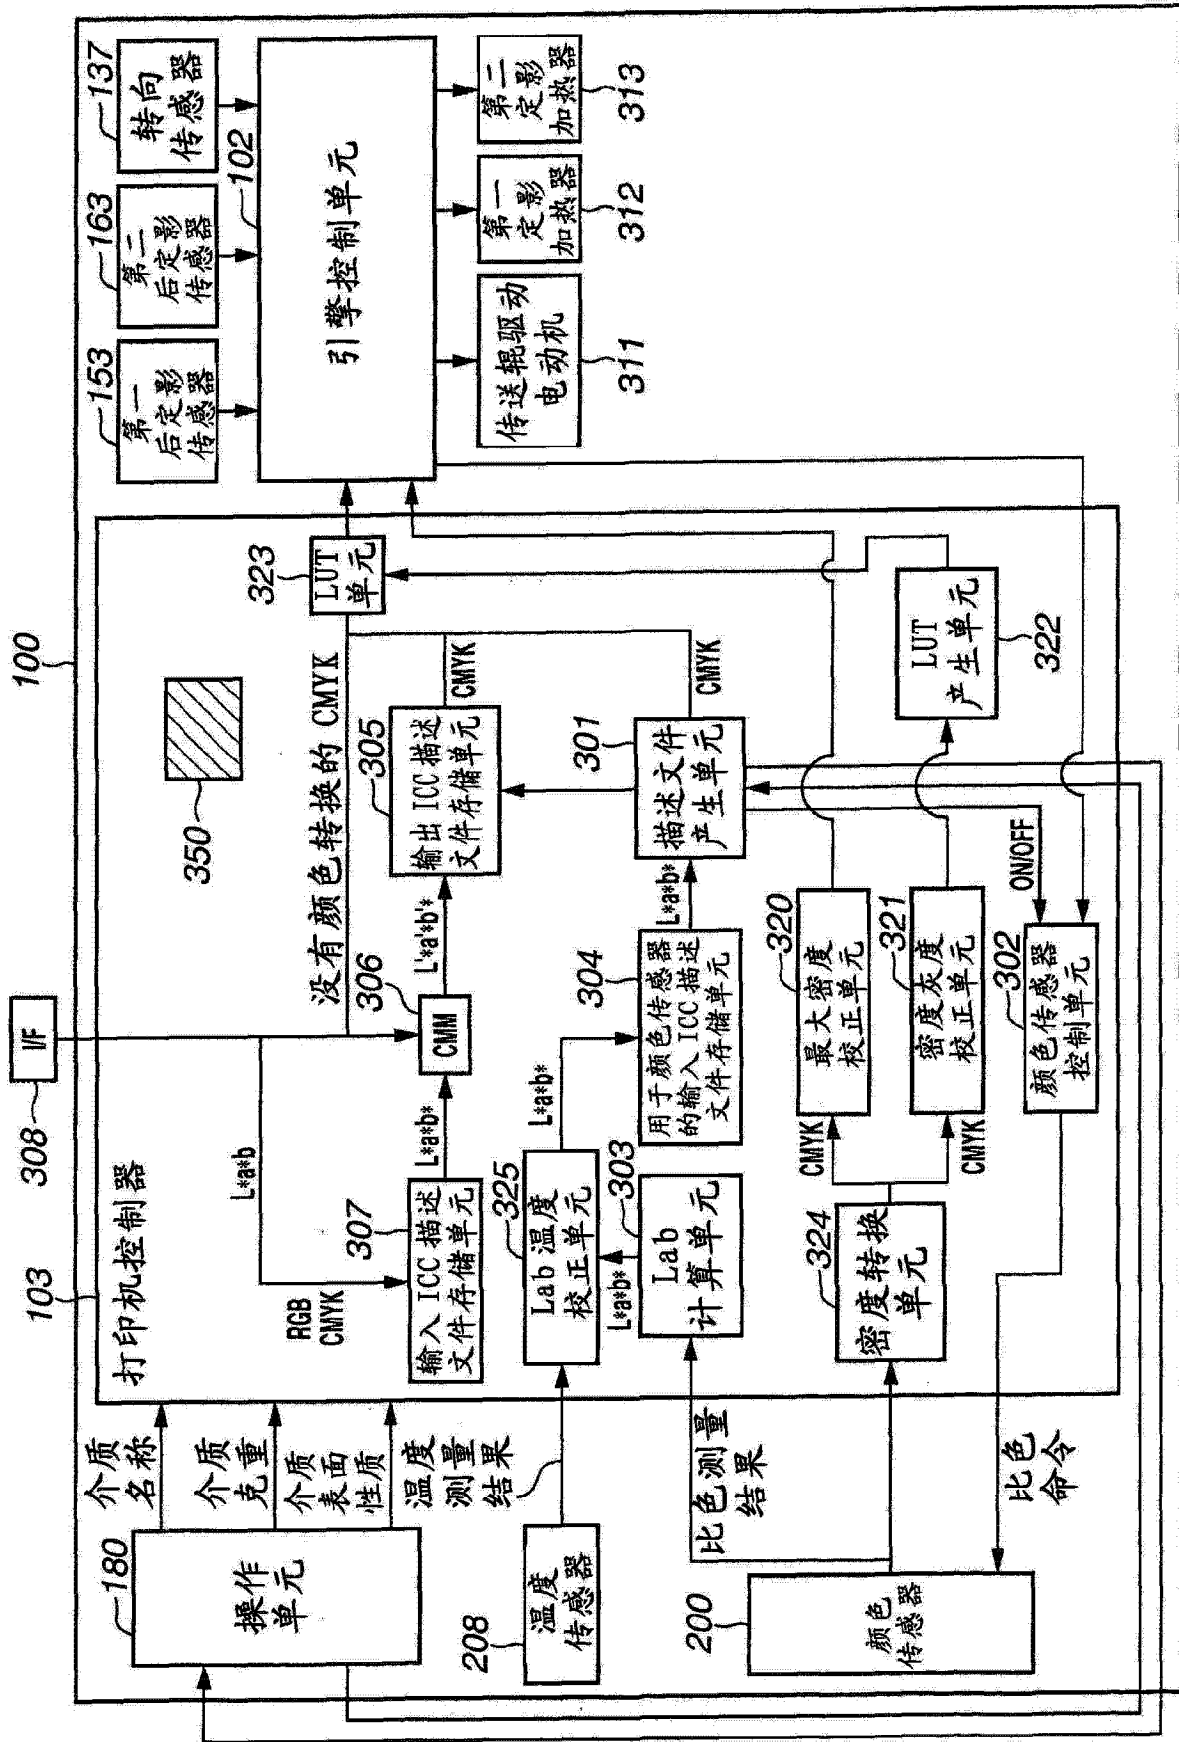 100
308
I/F
103
打印机控制器
350
180
操作
单元
介质
名称
介质
克重
介质
表面
性质
温度
测量
结果
208
温度
传感器
200
颜色
传感器
比色测量
结果
比色
命令
L*a*b
RGB
CMYK
307
输入 ICC 描述
文件存储单元
L*a*b*
306
CMM
L'*a'*b'*
没有颜色转换的 CMYK
305
输出 ICC 描述
文件存储单元
CMYK
323
LUT
单元
325
Lab 温度
校正单元
L*a*b*
L*a*b*
303
Lab
计算单元
304
用于颜色传感器
的输入 ICC 描述
文件存储单元
L*a*b*
301
描述文件
产生单元
CMYK
324
密度转换
单元
CMYK
CMYK
320
最大密度
校正单元
321
密度灰度
校正单元
302
颜色传感器
控制单元
ON/OFF
322
LUT
产生单元
153
第一
后定影
传感器
163
第二
后定影
传感器
137
转向
传感器
102
引擎控制单元
传送辊驱动
电动机
311
第一
定影
加热器
312
第二
定影
加热器
313